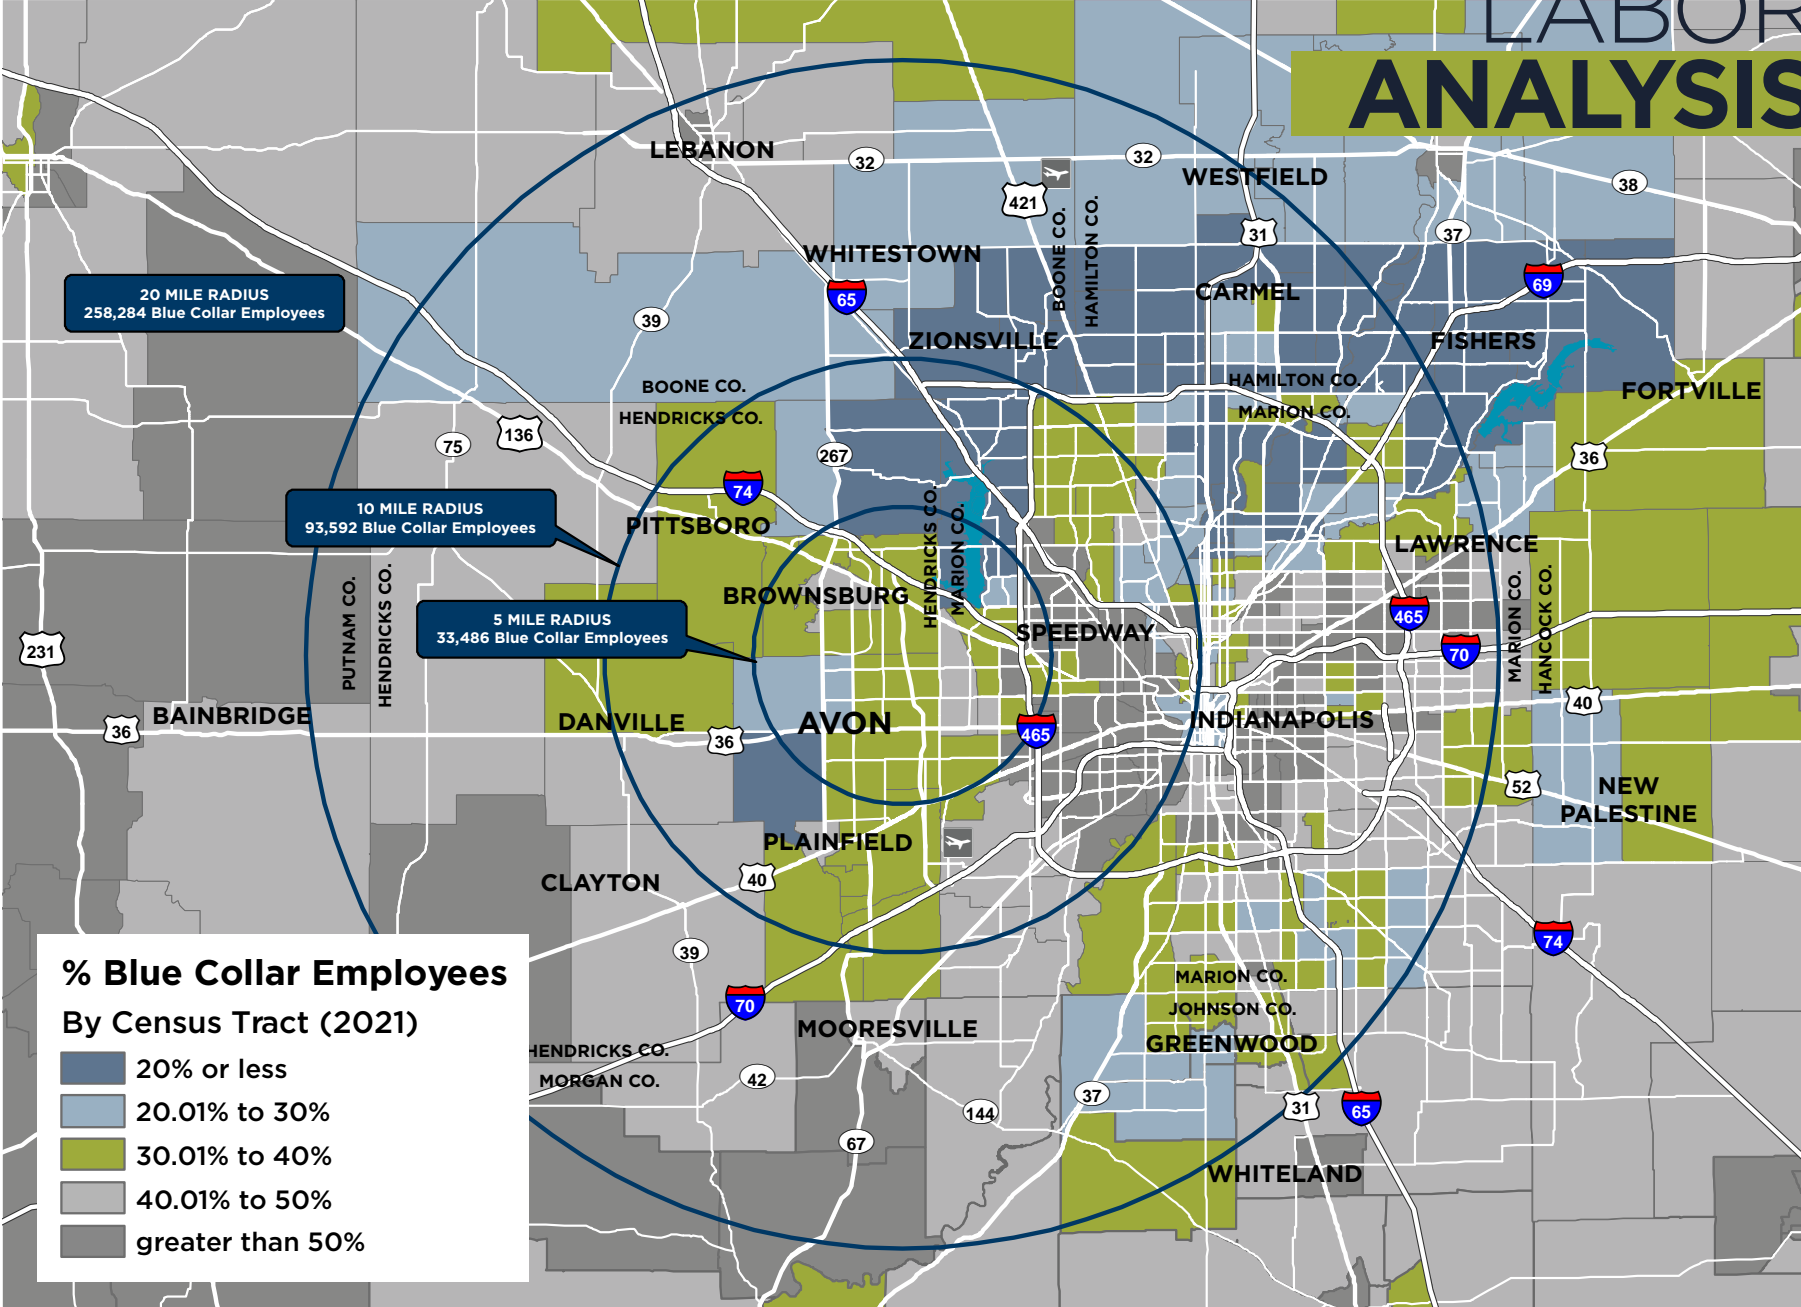 LABOR
ANALYSIS
LEBANON
32
32
WESTFIELD
38
421
31
37
BOONE CO.
HAMILTON CO.
WHITESTOWN
20 MILE RADIUS
258,284 Blue Collar Employees
65
CARMEL
69
39
ZIONSVILLE
FISHERS
BOONE CO.
HENDRICKS CO.
HAMILTON CO.
MARION CO.
FORTVILLE
75
136
267
36
74
10 MILE RADIUS
93,592 Blue Collar Employees
PITTSBORO
HENDRICKS CO.
MARION CO.
LAWRENCE
BROWNSBURG
5 MILE RADIUS
33,486 Blue Collar Employees
SPEEDWAY
465
70
MARION CO.
HANCOCK CO.
231
PUTNAM CO.
HENDRICKS CO.
BAINBRIDGE
36
DANVILLE
36
AVON
465
INDIANAPOLIS
40
52
NEW
PALESTINE
PLAINFIELD
CLAYTON
40
39
74
70
MARION CO.
JOHNSON CO.
MOORESVILLE
GREENWOOD
HENDRICKS CO.
MORGAN CO.
42
144
37
31
65
67
WHITELAND
% Blue Collar Employees
By Census Tract (2021)
20% or less
20.01% to 30%
30.01% to 40%
40.01% to 50%
greater than 50%